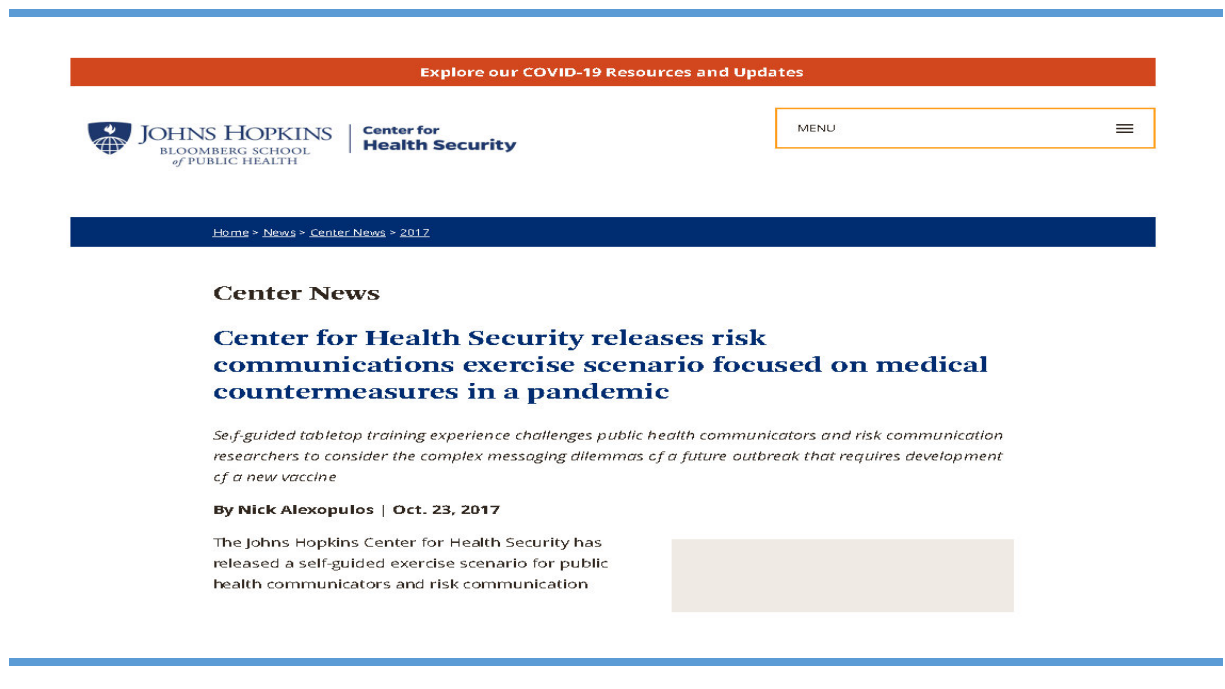 Explore our COVID-19 Resources and Updates
JOHNS HOPKINS
BLOOMBERG SCHOOL
of PUBLIC HEALTH
Center for
Health Security
MENU
Home > News > Center News > 2017
Center News
Center for Health Security releases risk
communications exercise scenario focused on medical
countermeasures in a pandemic
Self-guided tabletop training experience challenges public health communicators and risk communication
researchers to consider the complex messaging dilemmas of a future outbreak that requires development
of a new vaccine
By Nick Alexopulos | Oct. 23, 2017
The Johns Hopkins Center for Health Security has
released a self-guided exercise scenario for public
health communicators and risk communication